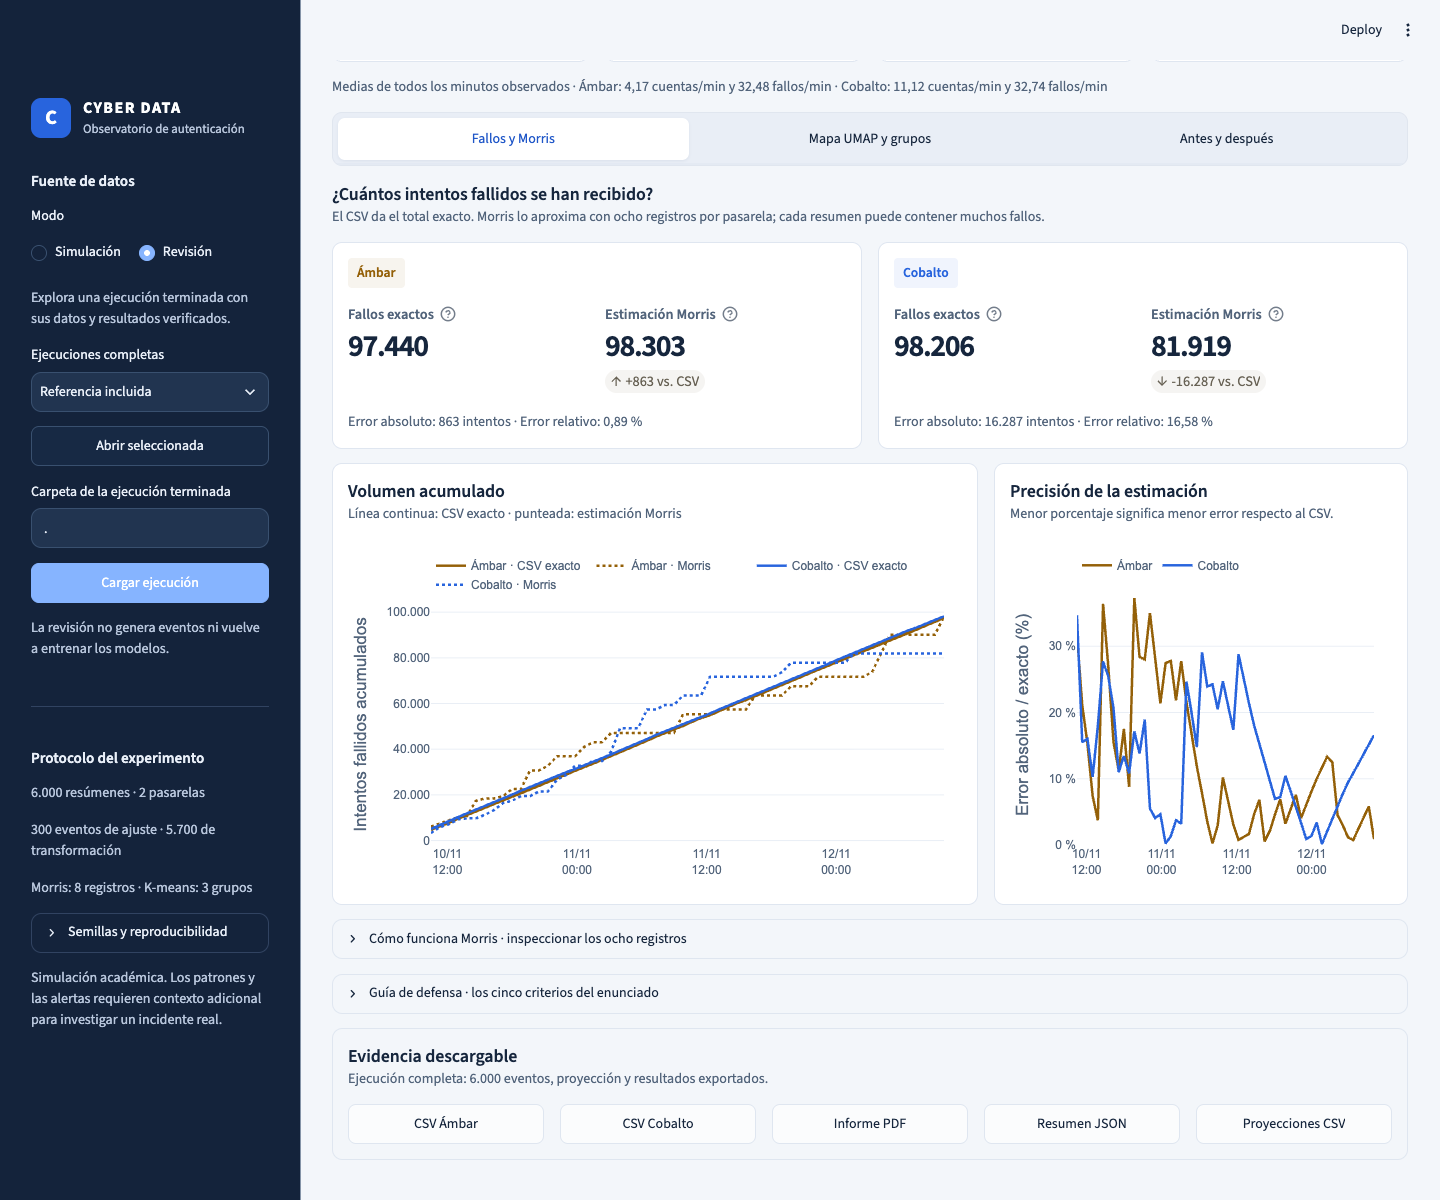 C
CYBER DATA
Observatorio de autenticación
Fuente de datos
Modo
Simulación
Revisión
Explora una ejecución terminada con
sus datos y resultados verificados.
Ejecuciones completas
Referencia incluida
Abrir seleccionada
Carpeta de la ejecución terminada
.
Cargar ejecución
La revisión no genera eventos ni vuelve
a entrenar los modelos.
Protocolo del experimento
6.000 resúmenes · 2 pasarelas
300 eventos de ajuste · 5.700 de
transformación
Morris: 8 registros · K-means: 3 grupos
Semillas y reproducibilidad
Simulación académica. Los patrones y
las alertas requieren contexto adicional
para investigar un incidente real.
Deploy
Medias de todos los minutos observados · Ámbar: 4,17 cuentas/min y 32,48 fallos/min · Cobalto: 11,12 cuentas/min y 32,74 fallos/min
Fallos y Morris
Mapa UMAP y grupos
Antes y después
¿Cuántos intentos fallidos se han recibido?
El CSV da el total exacto. Morris lo aproxima con ocho registros por pasarela; cada resumen puede contener muchos fallos.
Ámbar
Fallos exactos
Estimación Morris
97.440
98.303
↑ +863 vs. CSV
Error absoluto: 863 intentos · Error relativo: 0,89 %
Cobalto
Fallos exactos
Estimación Morris
98.206
81.919
↓ -16.287 vs. CSV
Error absoluto: 16.287 intentos · Error relativo: 16,58 %
Volumen acumulado
Línea continua: CSV exacto · punteada: estimación Morris
Ámbar · CSV exacto
Ámbar · Morris
Cobalto · CSV exacto
Cobalto · Morris
Intentos fallidos acumulados
100.000
80.000
60.000
40.000
20.000
0
10/11
12:00
11/11
00:00
11/11
12:00
12/11
00:00
Precisión de la estimación
Menor porcentaje significa menor error respecto al CSV.
Ámbar
Cobalto
Error absoluto / exacto (%)
30 %
20 %
10 %
0 %
10/11
12:00
11/11
00:00
11/11
12:00
12/11
00:00
Cómo funciona Morris · inspeccionar los ocho registros
Guía de defensa · los cinco criterios del enunciado
Evidencia descargable
Ejecución completa: 6.000 eventos, proyección y resultados exportados.
CSV Ámbar
CSV Cobalto
Informe PDF
Resumen JSON
Proyecciones CSV